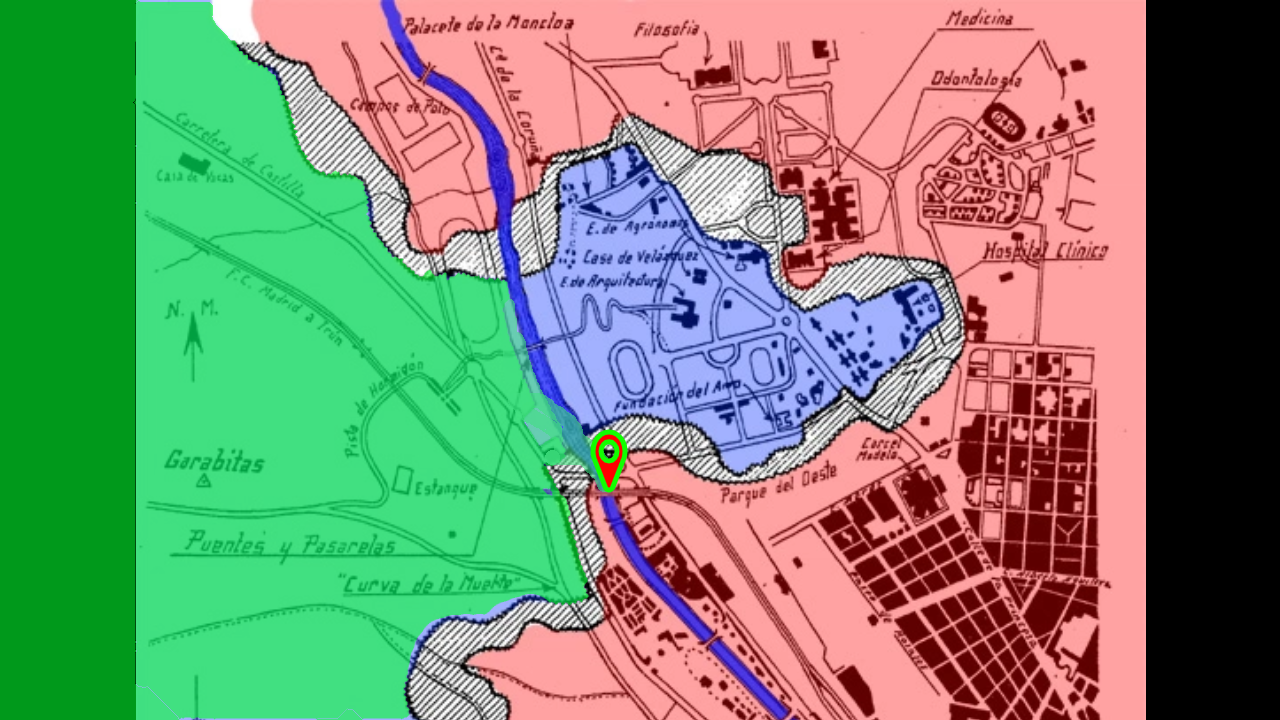 Palacete de la Moncloa
Filosofia
Medicina
Odontologia
Campos de Polo
Cª de la Coruña
Carretera de Castilla
Casa de Vacas
E. de Agronomos
Case de Velázquez
E. de Arquitectura
Hospital Clínico
F.C. Madrid a Irún
N. M.
Pista de Hormigón
Fundación del Amo
Carcel
Modelo
Garabitas
Estanque
Parque del Oeste
Puentes y Pasarelas
"Curva de la Muerte"